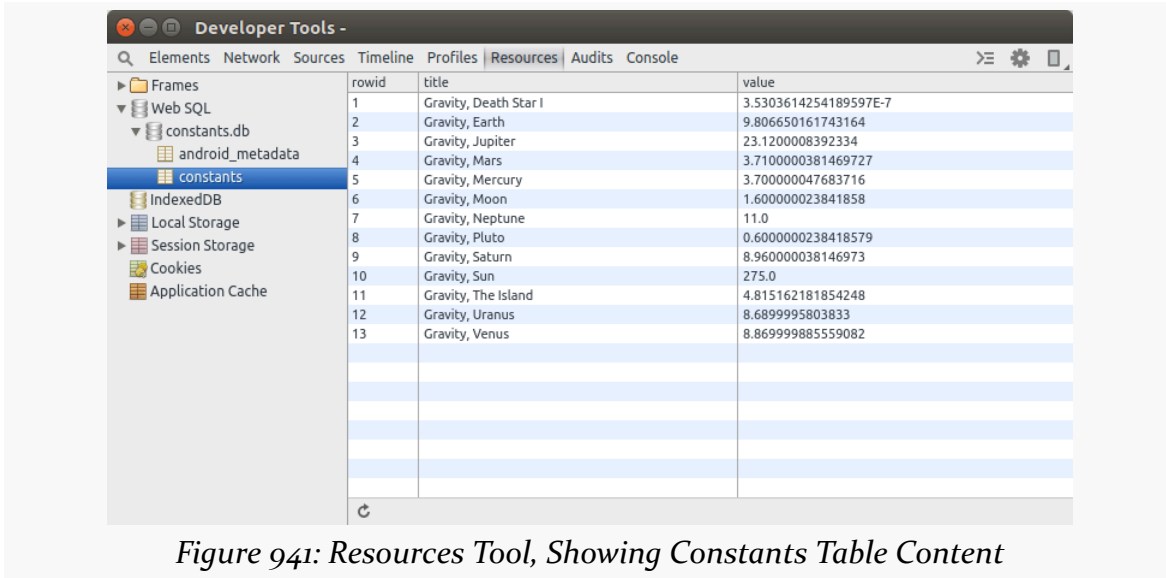 Developer Tools -
Elements Network Sources Timeline Profiles Resources Audits Console
Frames
Web SQL
constants.db
android_metadata
constants
IndexedDB
Local Storage
Session Storage
Cookies
Application Cache
rowid title value
1 Gravity, Death Star I 3.5303614254189597E-7
2 Gravity, Earth 9.806650161743164
3 Gravity, Jupiter 23.1200008392334
4 Gravity, Mars 3.7100000381469727
5 Gravity, Mercury 3.700000047683716
6 Gravity, Moon 1.600000023841858
7 Gravity, Neptune 11.0
8 Gravity, Pluto 0.6000000238418579
9 Gravity, Saturn 8.960000038146973
10 Gravity, Sun 275.0
11 Gravity, The Island 4.815162181854248
12 Gravity, Uranus 8.6899995803833
13 Gravity, Venus 8.869999885559082
Figure 941: Resources Tool, Showing Constants Table Content